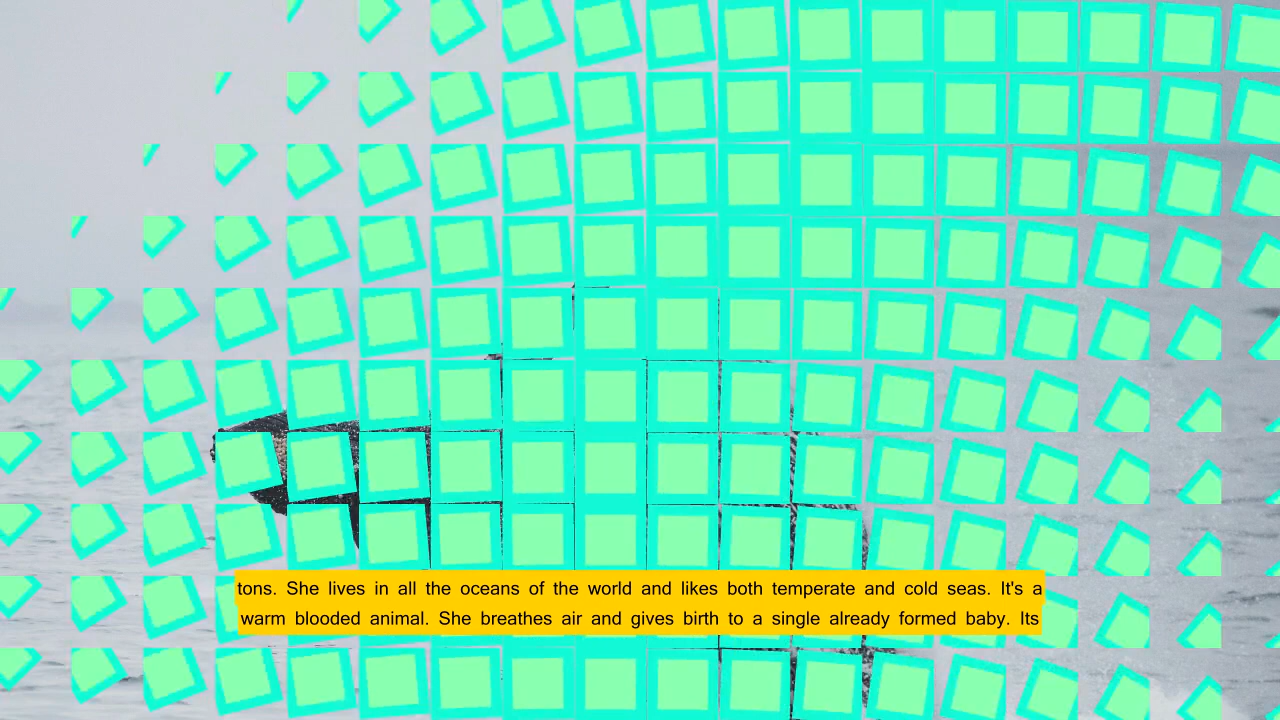 tons. She lives in all the oceans of the world and likes both temperate and cold seas. It's a
warm blooded animal. She breathes air and gives birth to a single already formed baby. Its